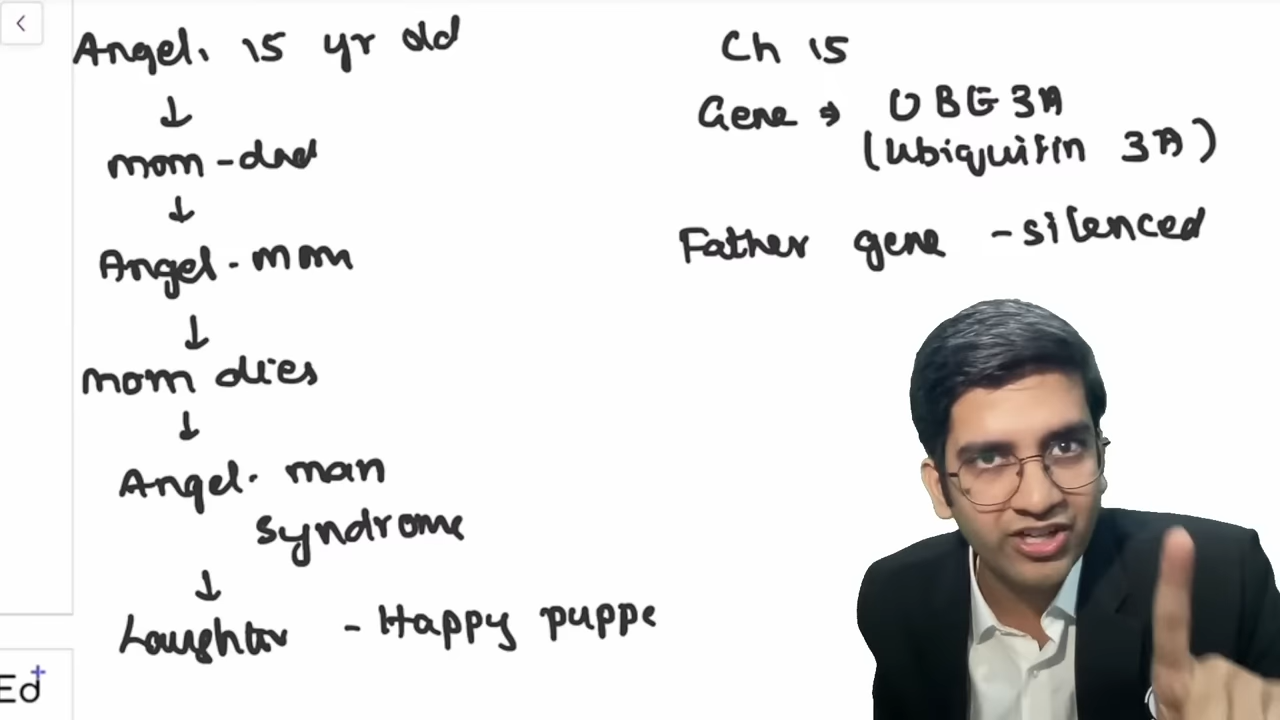 Angel. 15 yr old
↓
mom - dad
↓
Angel - mom
↓
mom dies
↓
Angel. man
syndrome
↓
Laughter - Happy puppe
Ch 15
Gene → UBE3A
(Ubiquitin 3A)
Father gene - silenced
Ed+